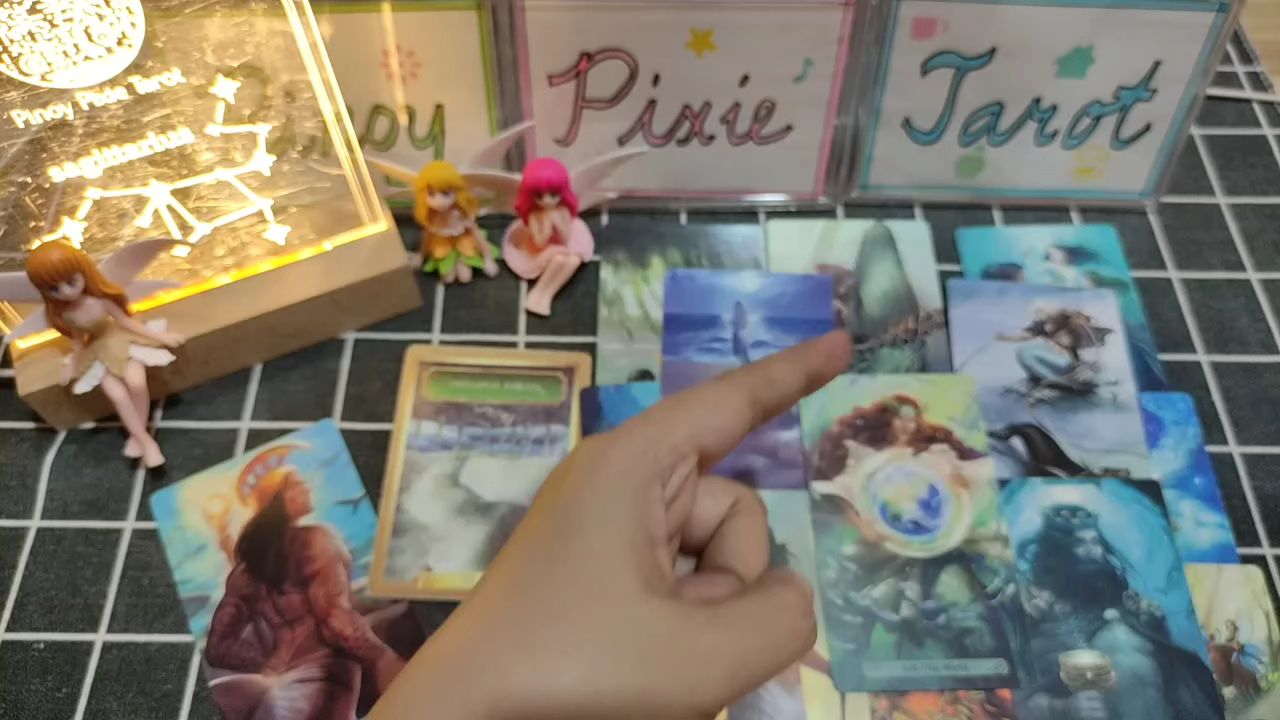 Pinoy Pixie Tarot
sagittarius
Pinoy
Pixie
Tarot